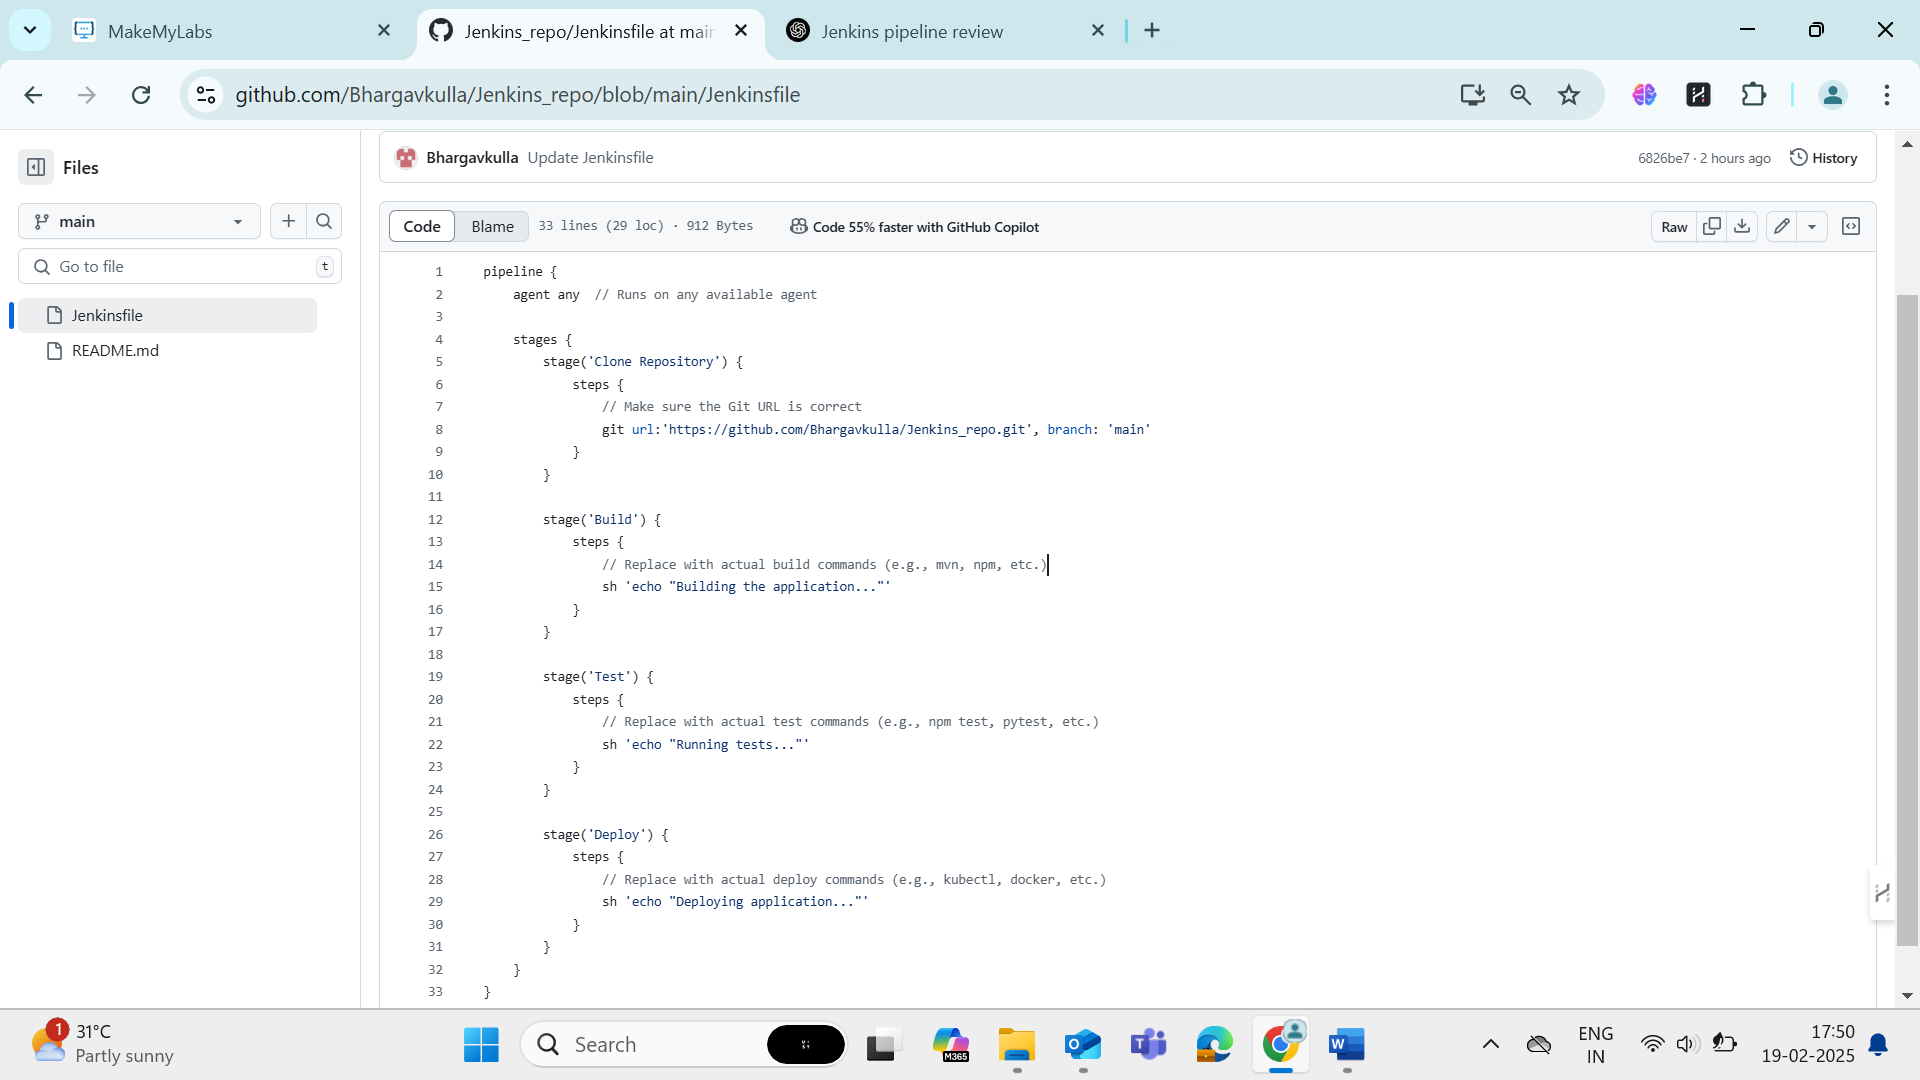 MakeMyLabs
Jenkins_repo/Jenkinsfile at mair
Jenkins pipeline review
github.com/Bhargavkulla/Jenkins_repo/blob/main/Jenkinsfile
Files
main
Go to file
t
Jenkinsfile
README.md
Bhargavkulla Update Jenkinsfile
6826be7 · 2 hours ago
History
Code
Blame
33 lines (29 loc) · 912 Bytes
Code 55% faster with GitHub Copilot
Raw
1 pipeline {
2 agent any // Runs on any available agent
3
4 stages {
5 stage('Clone Repository') {
6 steps {
7 // Make sure the Git URL is correct
8 git url:'https://github.com/Bhargavkulla/Jenkins_repo.git', branch: 'main'
9 }
10 }
11
12 stage('Build') {
13 steps {
14 // Replace with actual build commands (e.g., mvn, npm, etc.)
15 sh 'echo "Building the application..."'
16 }
17 }
18
19 stage('Test') {
20 steps {
21 // Replace with actual test commands (e.g., npm test, pytest, etc.)
22 sh 'echo "Running tests..."'
23 }
24 }
25
26 stage('Deploy') {
27 steps {
28 // Replace with actual deploy commands (e.g., kubectl, docker, etc.)
29 sh 'echo "Deploying application..."'
30 }
31 }
32 }
33 }
1
31°C
Partly sunny
Search
M365
ENG
IN
17:50
19-02-2025